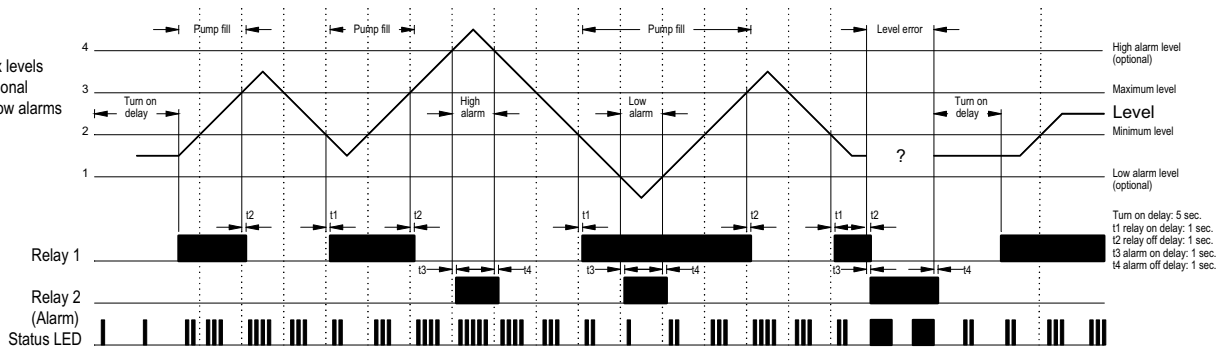 Pump fill
Pump fill
Pump fill
Level error
x levels
onal
ow alarms
4
3
2
1
Turn on
delay
High
alarm
Low
alarm
Turn on
delay
?
High alarm level
(optional)
Maximum level
Level
Minimum level
Low alarm level
(optional)
t2
t1
t2
t1
t2
t1
t2
Turn on delay: 5 sec.
t1 relay on delay: 1 sec.
t2 relay off delay: 1 sec.
t3 alarm on delay: 1 sec.
t4 alarm off delay: 1 sec.
Relay 1
t3
t4
t3
t4
t3
t4
Relay 2
(Alarm)
Status LED